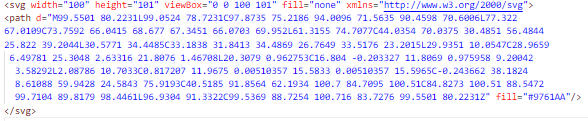 <svg width="100" height="101" viewBox="0 0 100 101" fill="none" xmlns="http://www.w3.org/2000/svg">
<path d="M99.5501 80.2231L99.0524 78.7231C97.8735 75.2186 94.0096 71.5635 90.4598 70.6006L77.322
67.0109C73.7592 66.0415 68.677 67.3451 66.0703 69.952L61.3155 74.7077C44.0354 70.0375 30.4851 56.4844
25.822 39.2044L30.5771 34.4485C33.1838 31.8413 34.4869 26.7649 33.5176 23.2015L29.9351 10.0547C28.9659
6.49781 25.3048 2.63316 21.8076 1.46708L20.3079 0.962753C16.804 -0.203327 11.8069 0.975958 9.20042
3.58292L2.08786 10.7033C0.817207 11.9675 0.00510357 15.5833 0.00510357 15.5965C-0.243662 38.1824
8.61088 59.9428 24.5843 75.9193C40.5185 91.8564 62.1934 100.7 84.7095 100.51C84.8273 100.51 88.5472
99.7104 89.8179 98.4461L96.9304 91.3322C99.5369 88.7254 100.716 83.7276 99.5501 80.2231Z" fill="#9761AA"/>
</svg>